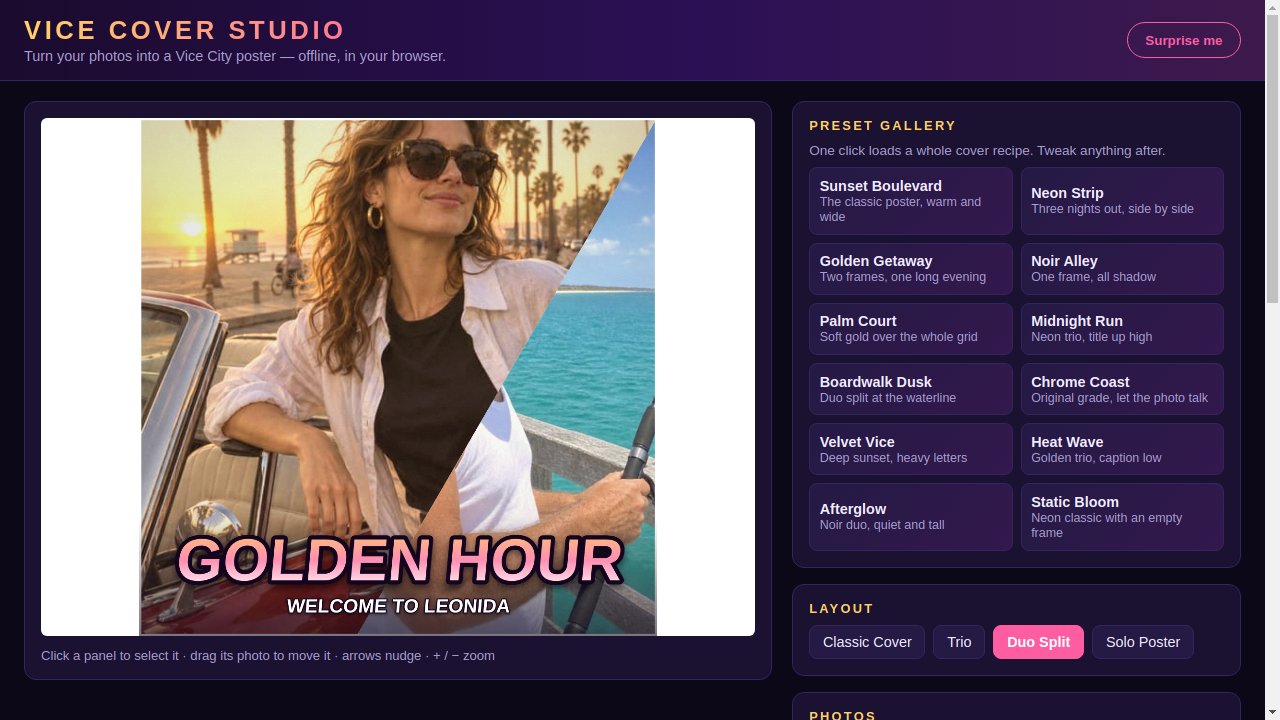 VICE COVER STUDIO
Turn your photos into a Vice City poster — offline, in your browser.
Surprise me
GOLDEN HOUR
WELCOME TO LEONIDA
Click a panel to select it · drag its photo to move it · arrows nudge · + / − zoom
PRESET GALLERY
One click loads a whole cover recipe. Tweak anything after.
Sunset Boulevard
The classic poster, warm and
wide
Neon Strip
Three nights out, side by side
Golden Getaway
Two frames, one long evening
Noir Alley
One frame, all shadow
Palm Court
Soft gold over the whole grid
Midnight Run
Neon trio, title up high
Boardwalk Dusk
Duo split at the waterline
Chrome Coast
Original grade, let the photo talk
Velvet Vice
Deep sunset, heavy letters
Heat Wave
Golden trio, caption low
Afterglow
Noir duo, quiet and tall
Static Bloom
Neon classic with an empty
frame
LAYOUT
Classic Cover
Trio
Duo Split
Solo Poster
PHOTOS